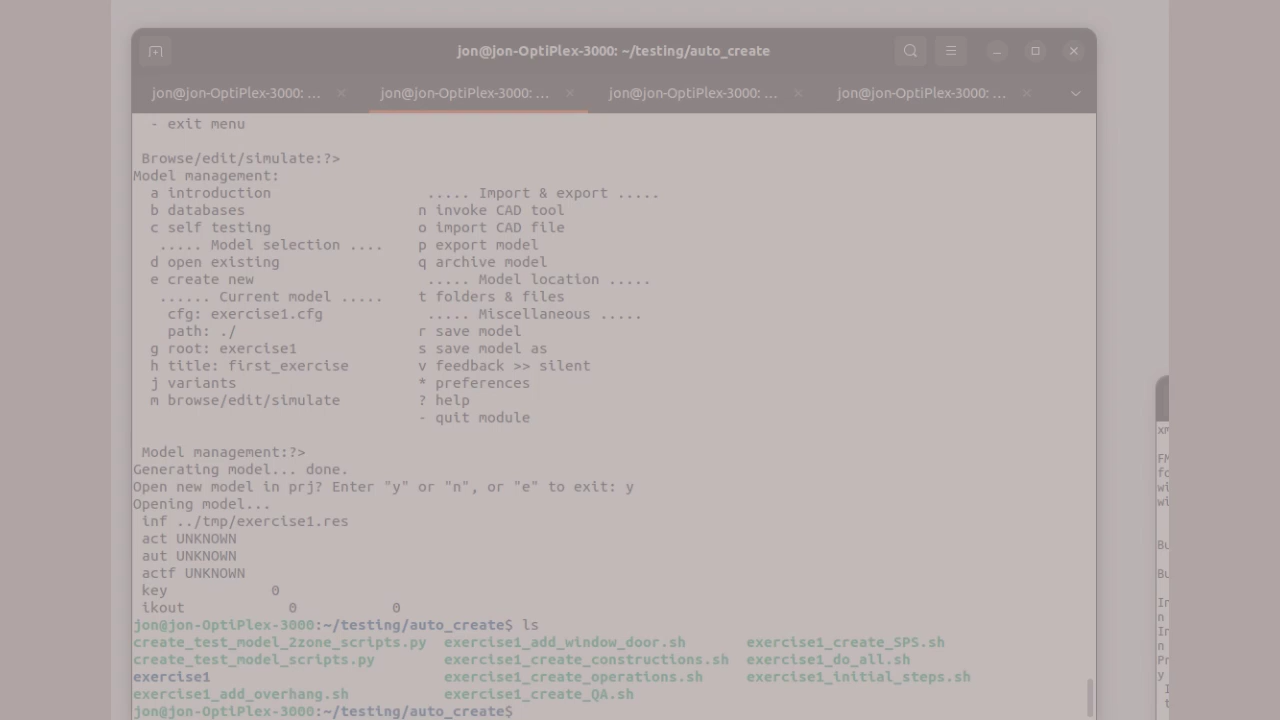 jon@jon-OptiPlex-3000: ~/testing/auto_create
jon@jon-OptiPlex-3000: ... jon@jon-OptiPlex-3000: ... jon@jon-OptiPlex-3000: ... jon@jon-OptiPlex-3000: ...
- exit menu
Browse/edit/simulate:?>
Model management:
a introduction ..... Import & export .....
b databases n invoke CAD tool
c self testing o import CAD file
..... Model selection .... p export model
d open existing q archive model
e create new ..... Model location .....
...... Current model ..... t folders & files
cfg: exercise1.cfg ..... Miscellaneous .....
path: ./ r save model
g root: exercise1 s save model as
h title: first_exercise v feedback >> silent
j variants * preferences
m browse/edit/simulate ? help
- quit module
Model management:?>
Generating model... done.
Open new model in prj? Enter "y" or "n", or "e" to exit: y
Opening model...
inf ../tmp/exercise1.res
act UNKNOWN
aut UNKNOWN
actf UNKNOWN
key 0
ikout 0 0
jon@jon-OptiPlex-3000:~/testing/auto_create$ ls
create_test_model_2zone_scripts.py exercise1_add_window_door.sh exercise1_create_SPS.sh
create_test_model_scripts.py exercise1_create_constructions.sh exercise1_do_all.sh
exercise1 exercise1_create_operations.sh exercise1_initial_steps.sh
exercise1_add_overhang.sh exercise1_create_QA.sh
jon@jon-OptiPlex-3000:~/testing/auto_create$